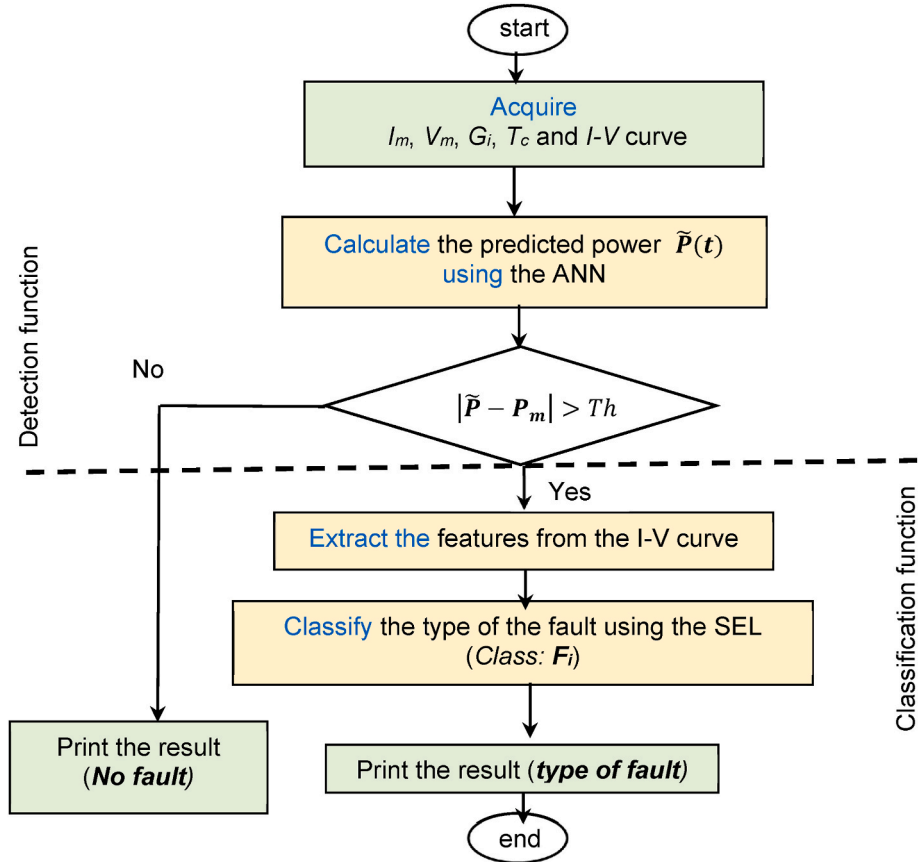 start
Acquire
Iₘ, Vₘ, Gᵢ, T꜀ and I-V curve
Calculate the predicted power P̃(t)
using the ANN
Detection function
No
|P̃ − Pₘ| > Th
Yes
Extract the features from the I-V curve
Classify the type of the fault using the SEL
(Class: Fᵢ)
Classification function
Print the result
(No fault)
Print the result (type of fault)
end